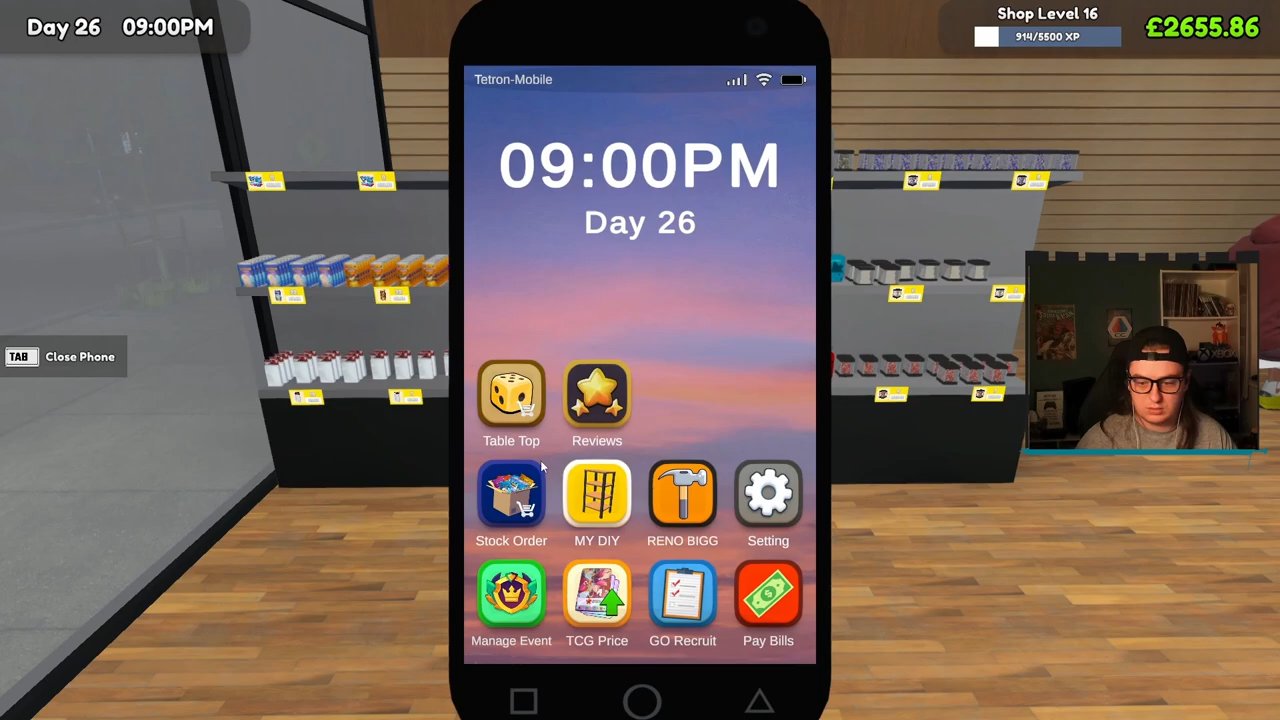 Day 26 09:00PM
Shop Level 16
914/5500 XP
£2655.86
Tetron-Mobile
09:00PM
Day 26
TAB Close Phone
Table Top
Reviews
Stock Order
MY DIY
RENO BIGG
Setting
Manage Event
TCG Price
GO Recruit
Pay Bills